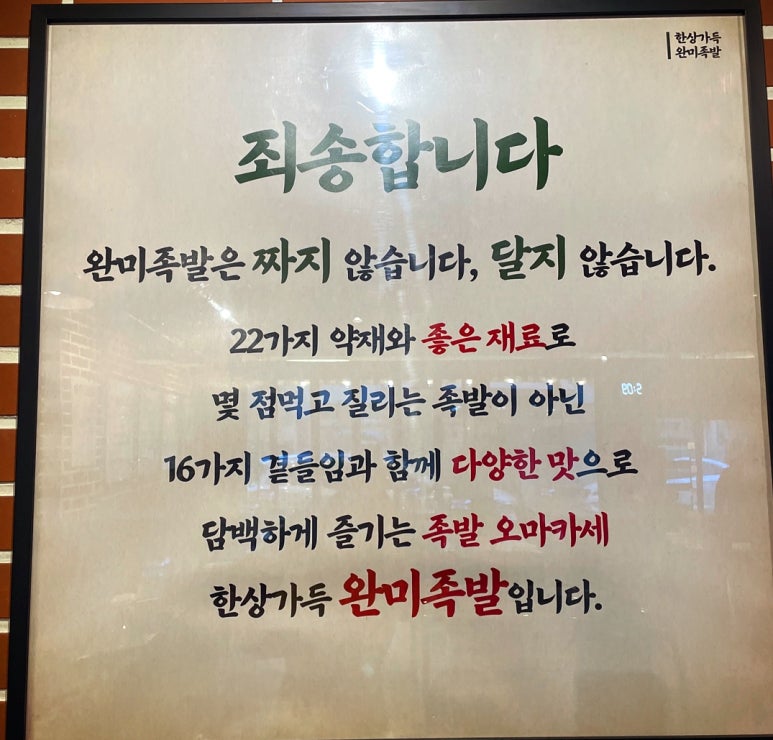 한상가득
완미족발
죄송합니다
완미족발은 짜지 않습니다, 달지 않습니다.
22가지 약재와 좋은 재료로
몇 점먹고 질리는 족발이 아닌
16가지 곁들임과 함께 다양한 맛으로
담백하게 즐기는 족발 오마카세
한상가득 완미족발입니다.